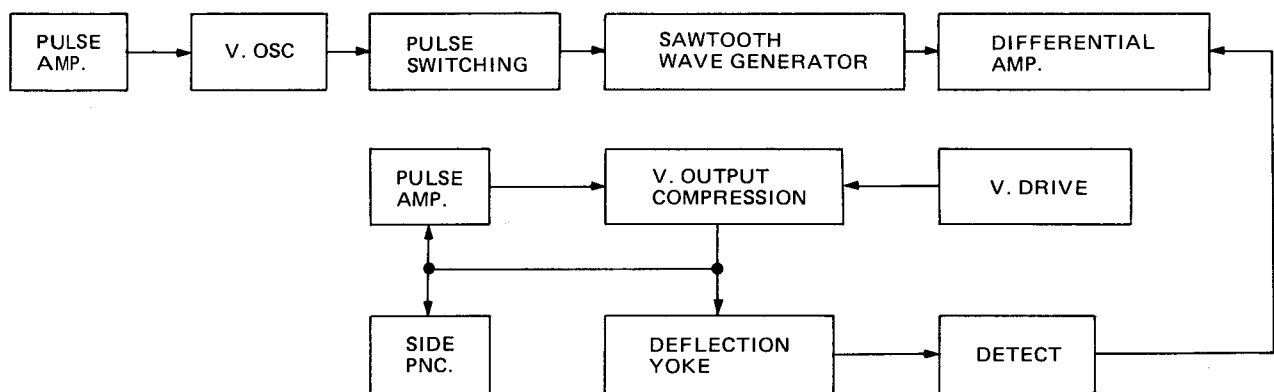 PULSE
AMP.
V. OSC
PULSE
SWITCHING
SAWTOOTH
WAVE GENERATOR
DIFFERENTIAL
AMP.
PULSE
AMP.
V. OUTPUT
COMPRESSION
V. DRIVE
SIDE
PNC.
DEFLECTION
YOKE
DETECT